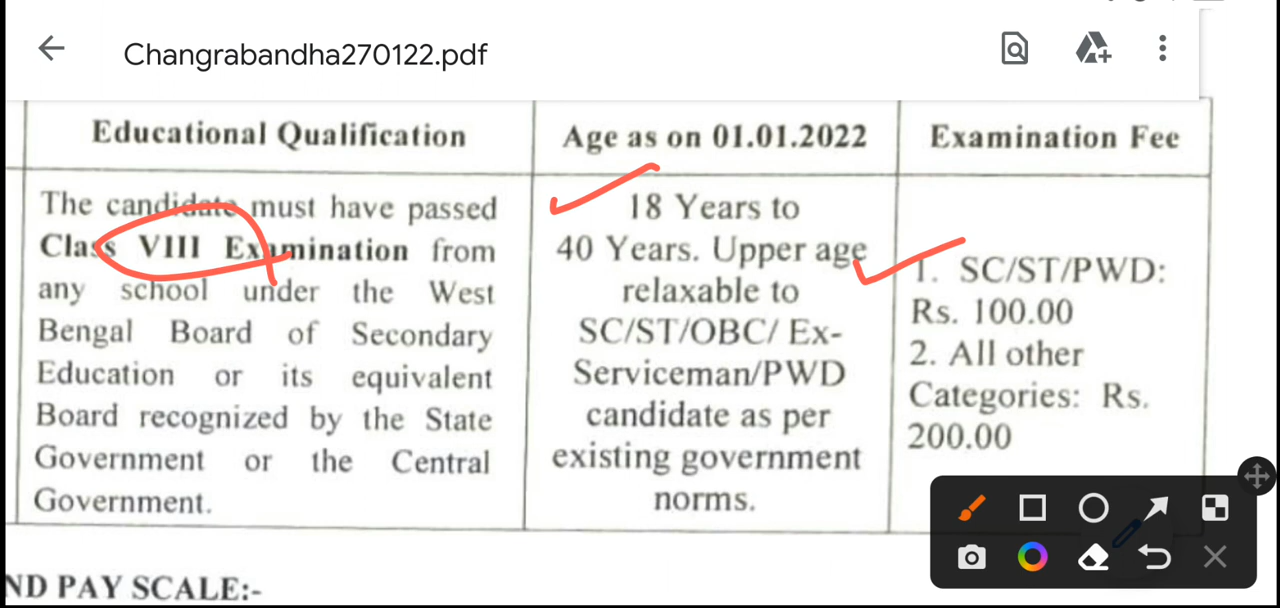 Changrabandha270122.pdf
Educational Qualification
Age as on 01.01.2022
Examination Fee
The candidate must have passed
Class VIII Examination from
any school under the West
Bengal Board of Secondary
Education or its equivalent
Board recognized by the State
Government or the Central
Government.
18 Years to
40 Years. Upper age
relaxable to
SC/ST/OBC/ Ex-
Serviceman/PWD
candidate as per
existing government
norms.
1. SC/ST/PWD:
Rs. 100.00
2. All other
Categories: Rs.
200.00
ND PAY SCALE:-